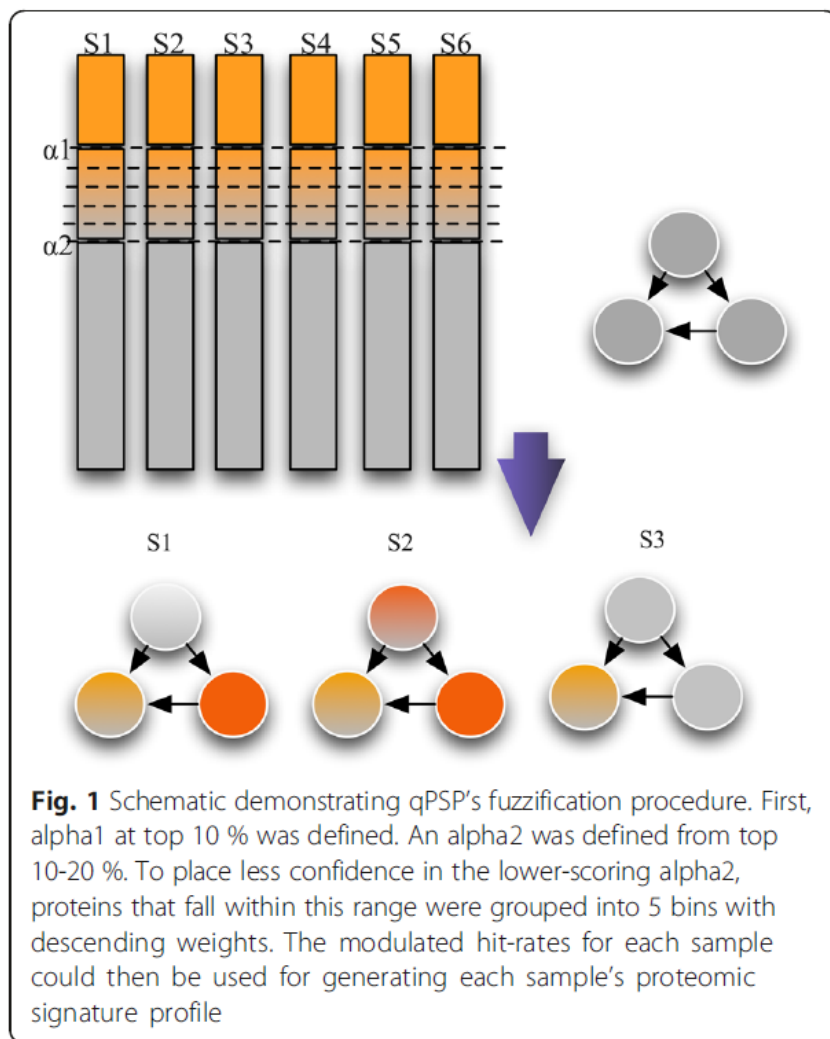 S1 S2 S3 S4 S5 S6
α1
α2
S1 S2 S3
Fig. 1 Schematic demonstrating qPSP's fuzzification procedure. First,
alpha1 at top 10 % was defined. An alpha2 was defined from top
10-20 %. To place less confidence in the lower-scoring alpha2,
proteins that fall within this range were grouped into 5 bins with
descending weights. The modulated hit-rates for each sample
could then be used for generating each sample's proteomic
signature profile